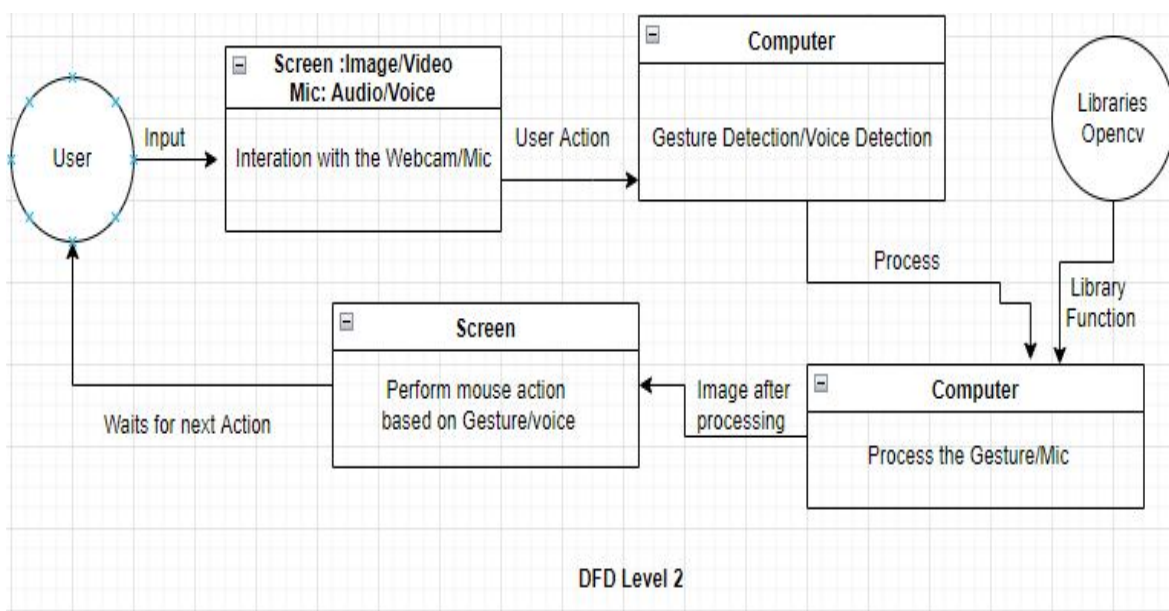 User
Input
Screen :Image/Video
Mic: Audio/Voice
Interation with the Webcam/Mic
User Action
Computer
Gesture Detection/Voice Detection
Libraries
Opencv
Process
Library
Function
Computer
Process the Gesture/Mic
Image after
processing
Screen
Perform mouse action
based on Gesture/voice
Waits for next Action
DFD Level 2